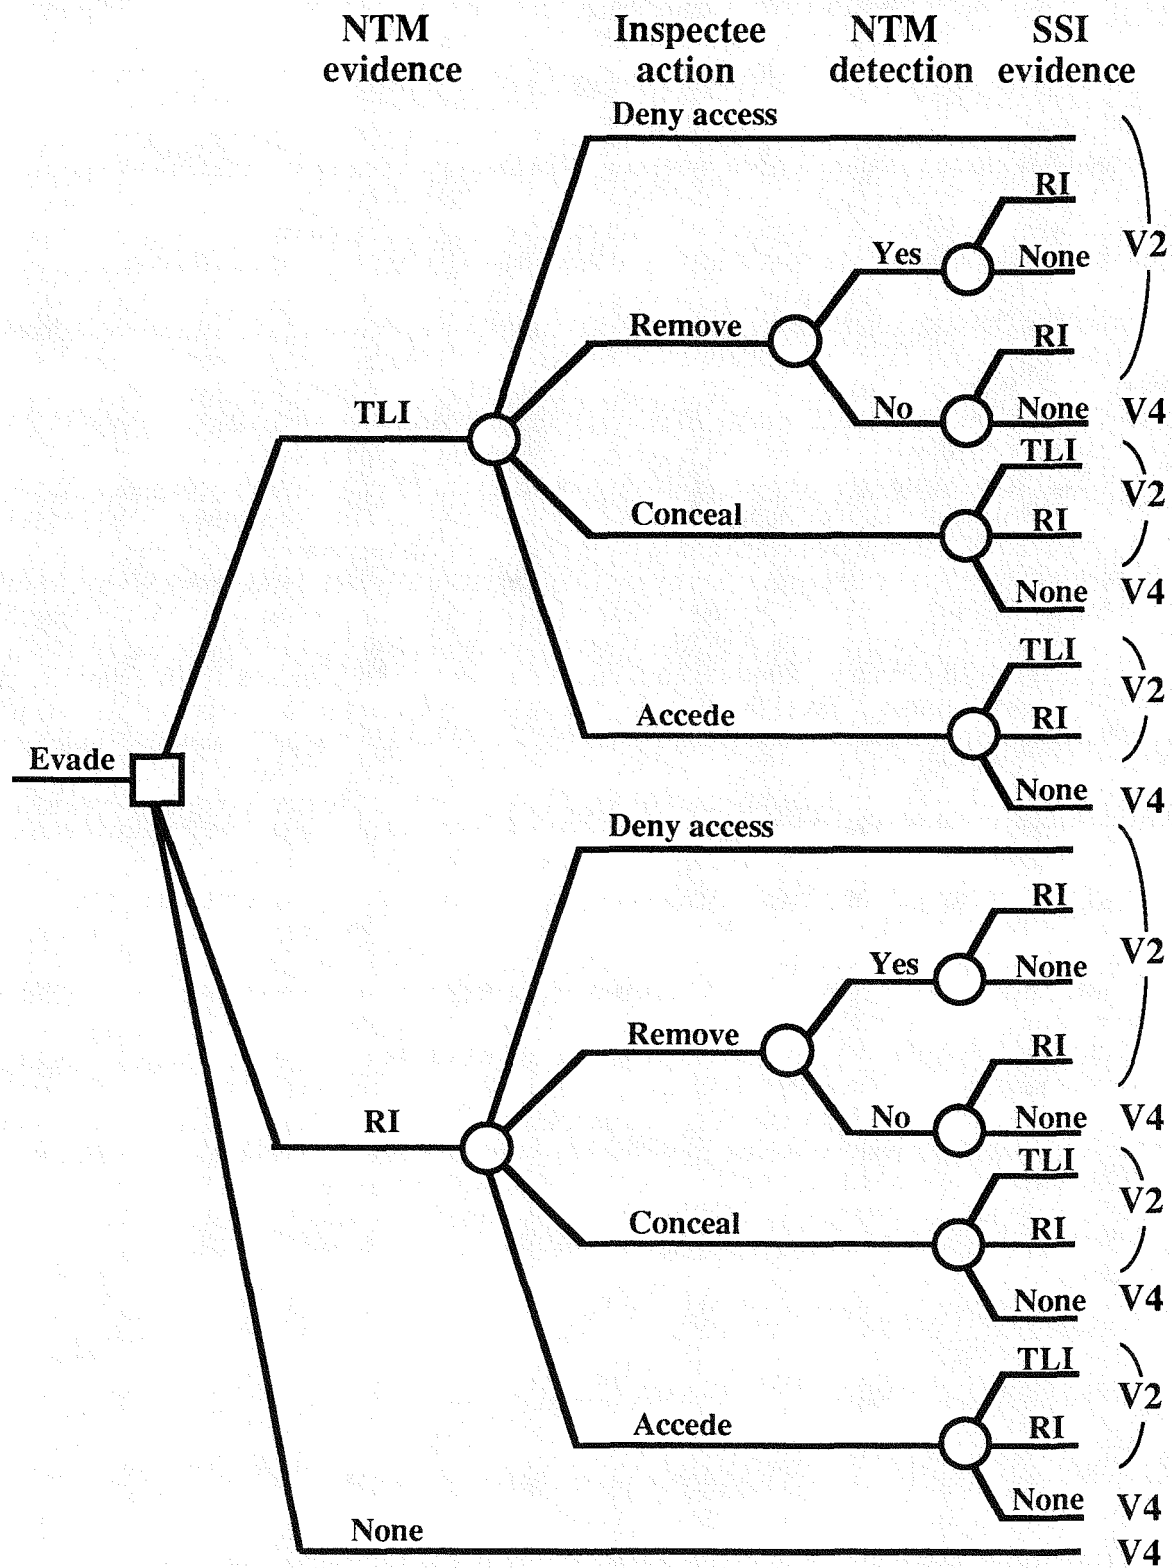 NTM evidence
Inspectee action
NTM detection
SSI evidence
Deny access
RI
V2
Yes
None
Remove
RI
No
None
V4
TLI
TLI
V2
Conceal
RI
None
V4
TLI
V2
Accede
RI
Evade
None
V4
Deny access
RI
V2
Yes
None
Remove
RI
RI
No
None
V4
TLI
V2
Conceal
RI
None
V4
TLI
V2
Accede
RI
None
V4
None
V4